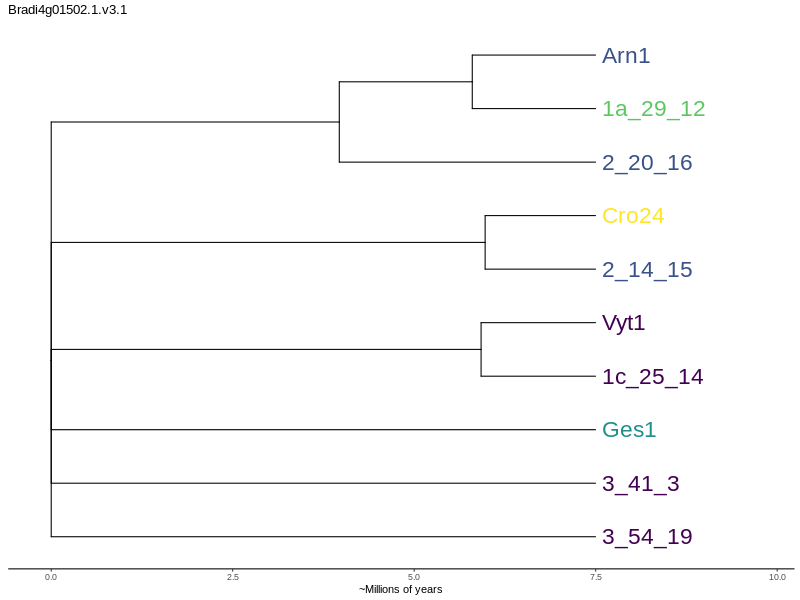 Bradi4g01502.1.v3.1
Arn1
1a_29_12
2_20_16
Cro24
2_14_15
Vyt1
1c_25_14
Ges1
3_41_3
3_54_19
0.0 2.5 5.0 7.5 10.0
~Millions of years